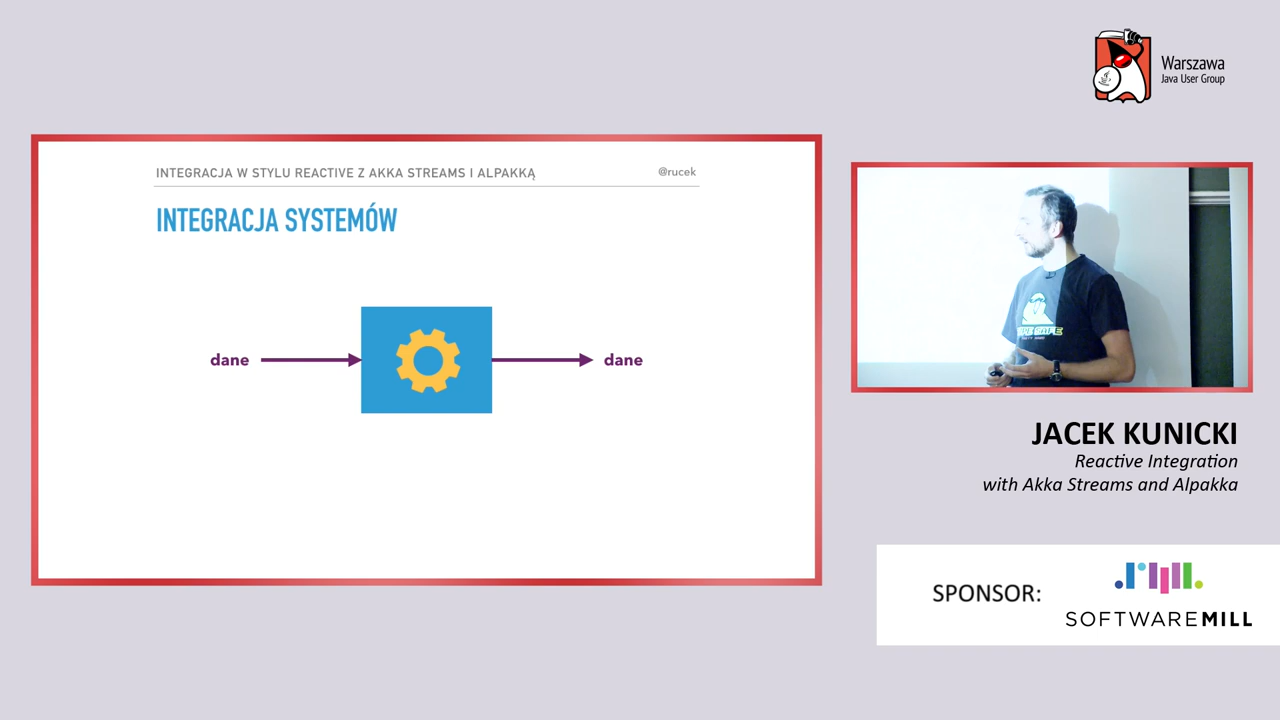 Warszawa
Java User Group
INTEGRACJA W STYLU REACTIVE Z AKKA STREAMS I ALPAKKĄ
@rucek
INTEGRACJA SYSTEMÓW
dane
dane
JACEK KUNICKI
Reactive Integration
with Akka Streams and Alpakka
SPONSOR:
SOFTWAREMILL